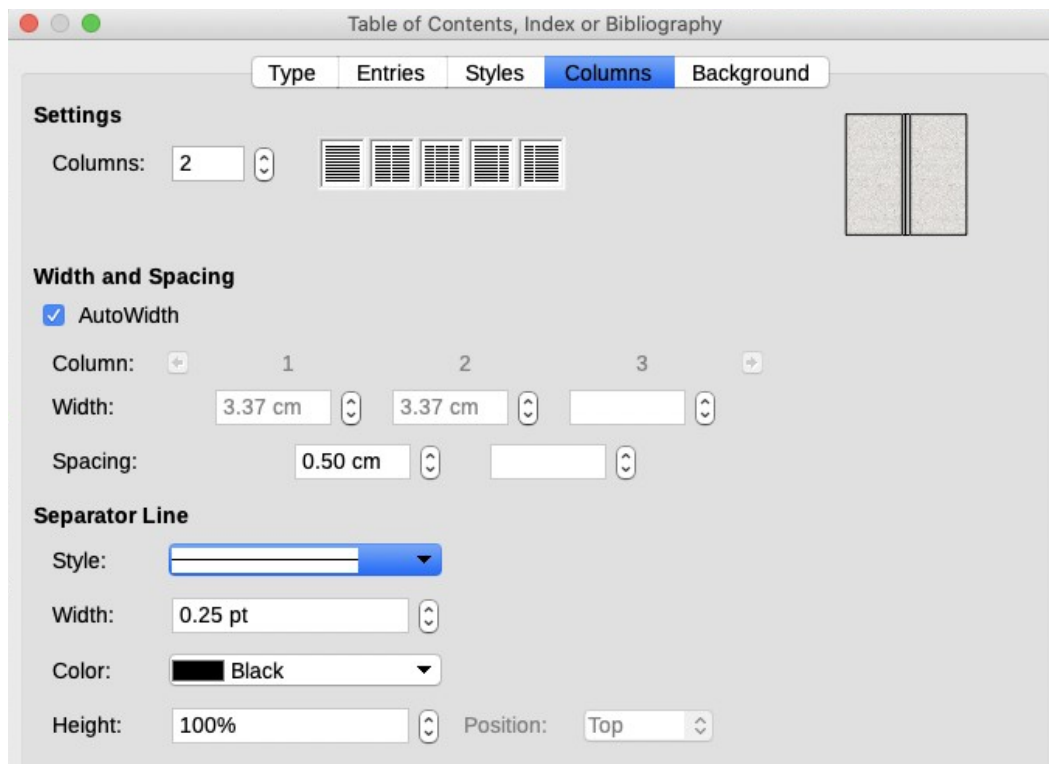 Table of Contents, Index or Bibliography
Type Entries Styles Columns Background
Settings
Columns: 2
Width and Spacing
AutoWidth
Column: 1 2 3
Width: 3.37 cm 3.37 cm
Spacing: 0.50 cm
Separator Line
Style:
Width: 0.25 pt
Color: Black
Height: 100% Position: Top